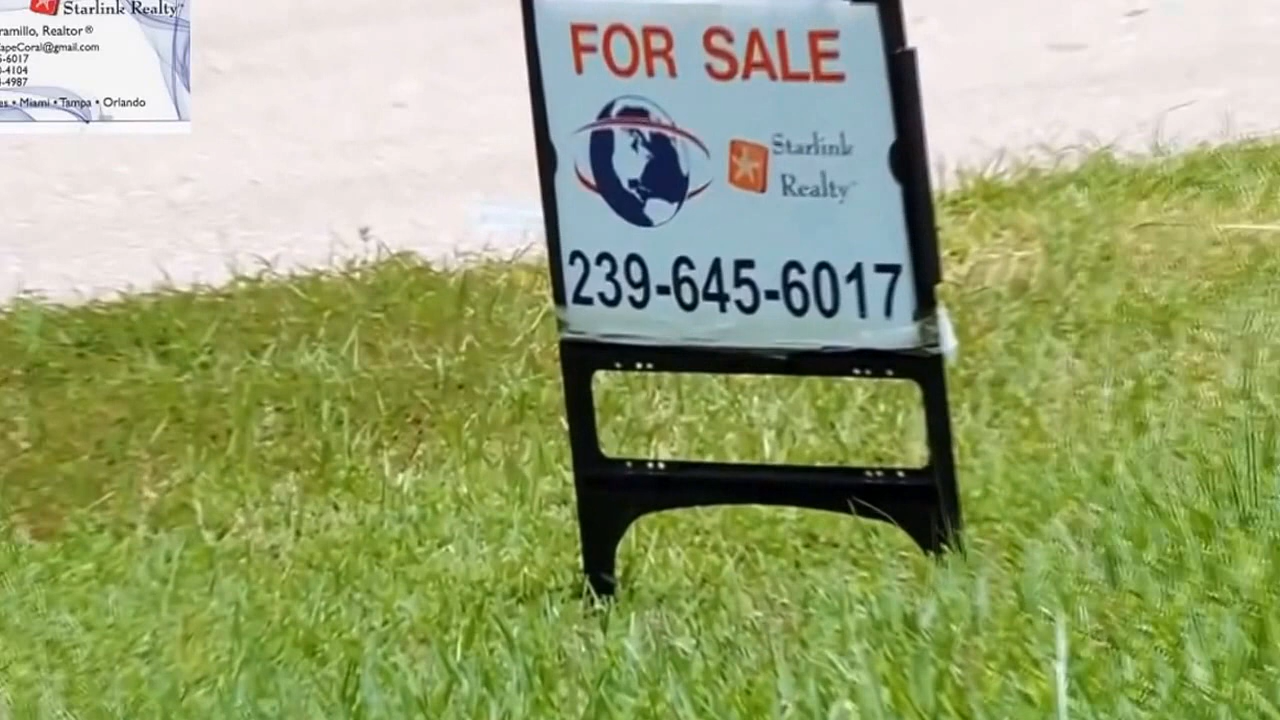 Starlink Realty
ramillo, Realtor®
apeCoral@gmail.com
-6017
-4104
-4987
es • Miami • Tampa • Orlando
FOR SALE
Starlink
Realty
239-645-6017